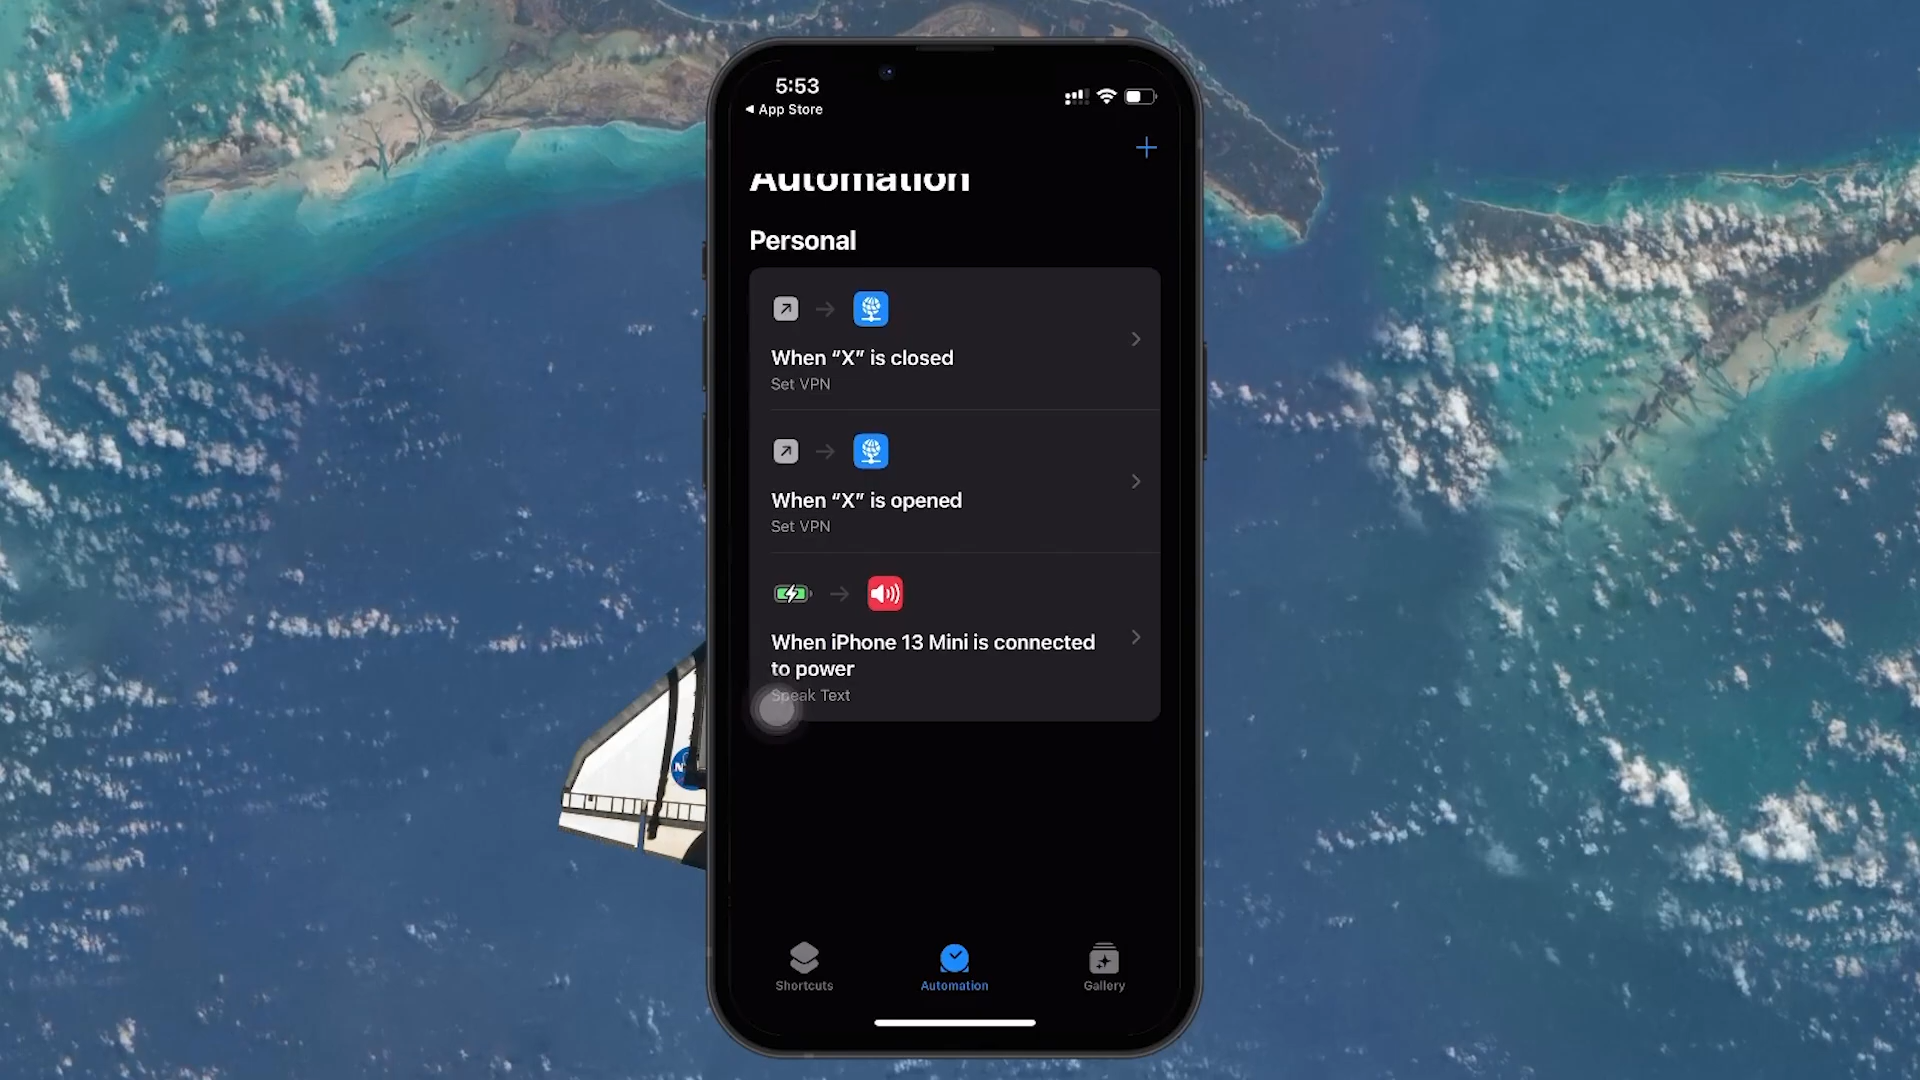 5:53
◀ App Store
Automation
Personal
When “X” is closed
Set VPN
When “X” is opened
Set VPN
When iPhone 13 Mini is connected
to power
Speak Text
Shortcuts
Automation
Gallery